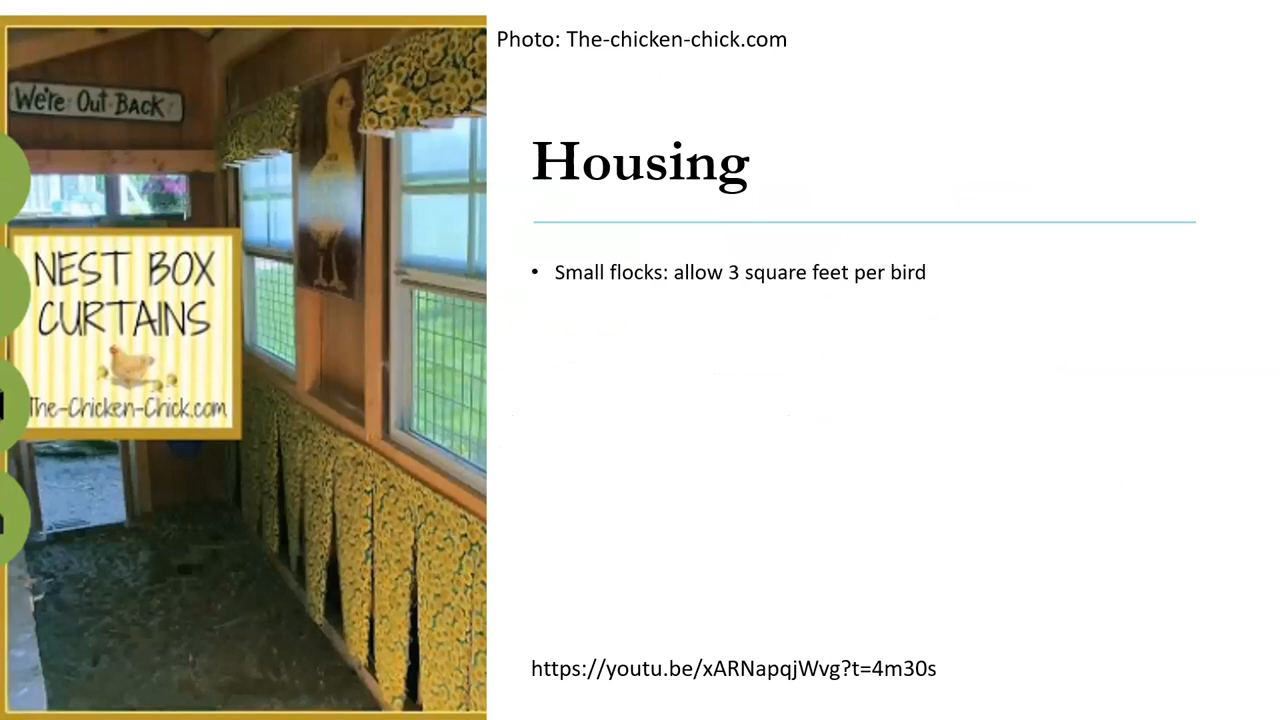 Photo: The-chicken-chick.com
We're Out Back
NEST BOX
CURTAINS
The-Chicken-Chick.com
Housing
• Small flocks: allow 3 square feet per bird
https://youtu.be/xARNapqjWvg?t=4m30s